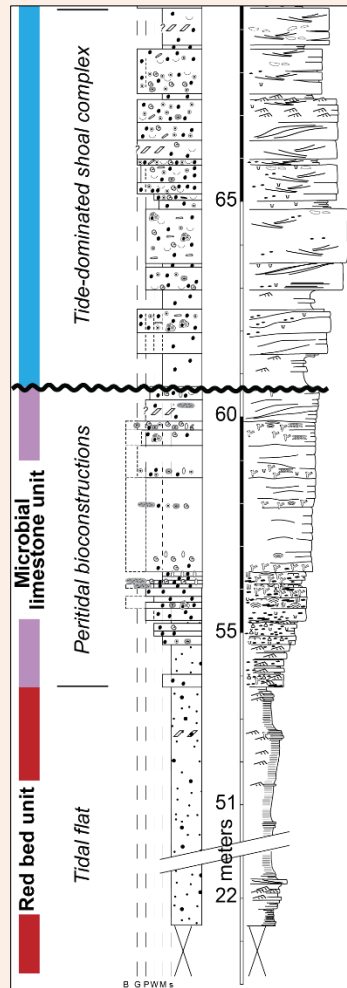 Tide-dominated shoal complex
65
60
Microbial
limestone unit
Peritidal bioconstructions
55
Red bed unit
Tidal flat
51
meters
22
B G P W M s